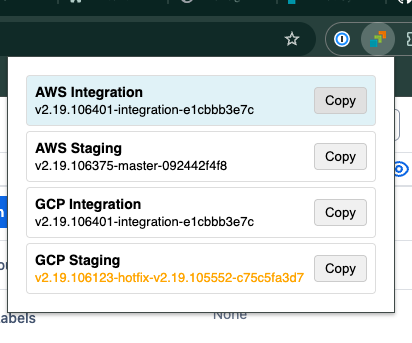 AWS Integration
v2.19.106401-integration-e1cbbb3e7c
Copy
AWS Staging
v2.19.106375-master-092442f4f8
Copy
GCP Integration
v2.19.106401-integration-e1cbbb3e7c
Copy
GCP Staging
v2.19.106123-hotfix-v2.19.105552-c75c5fa3d7
Copy
abels
None